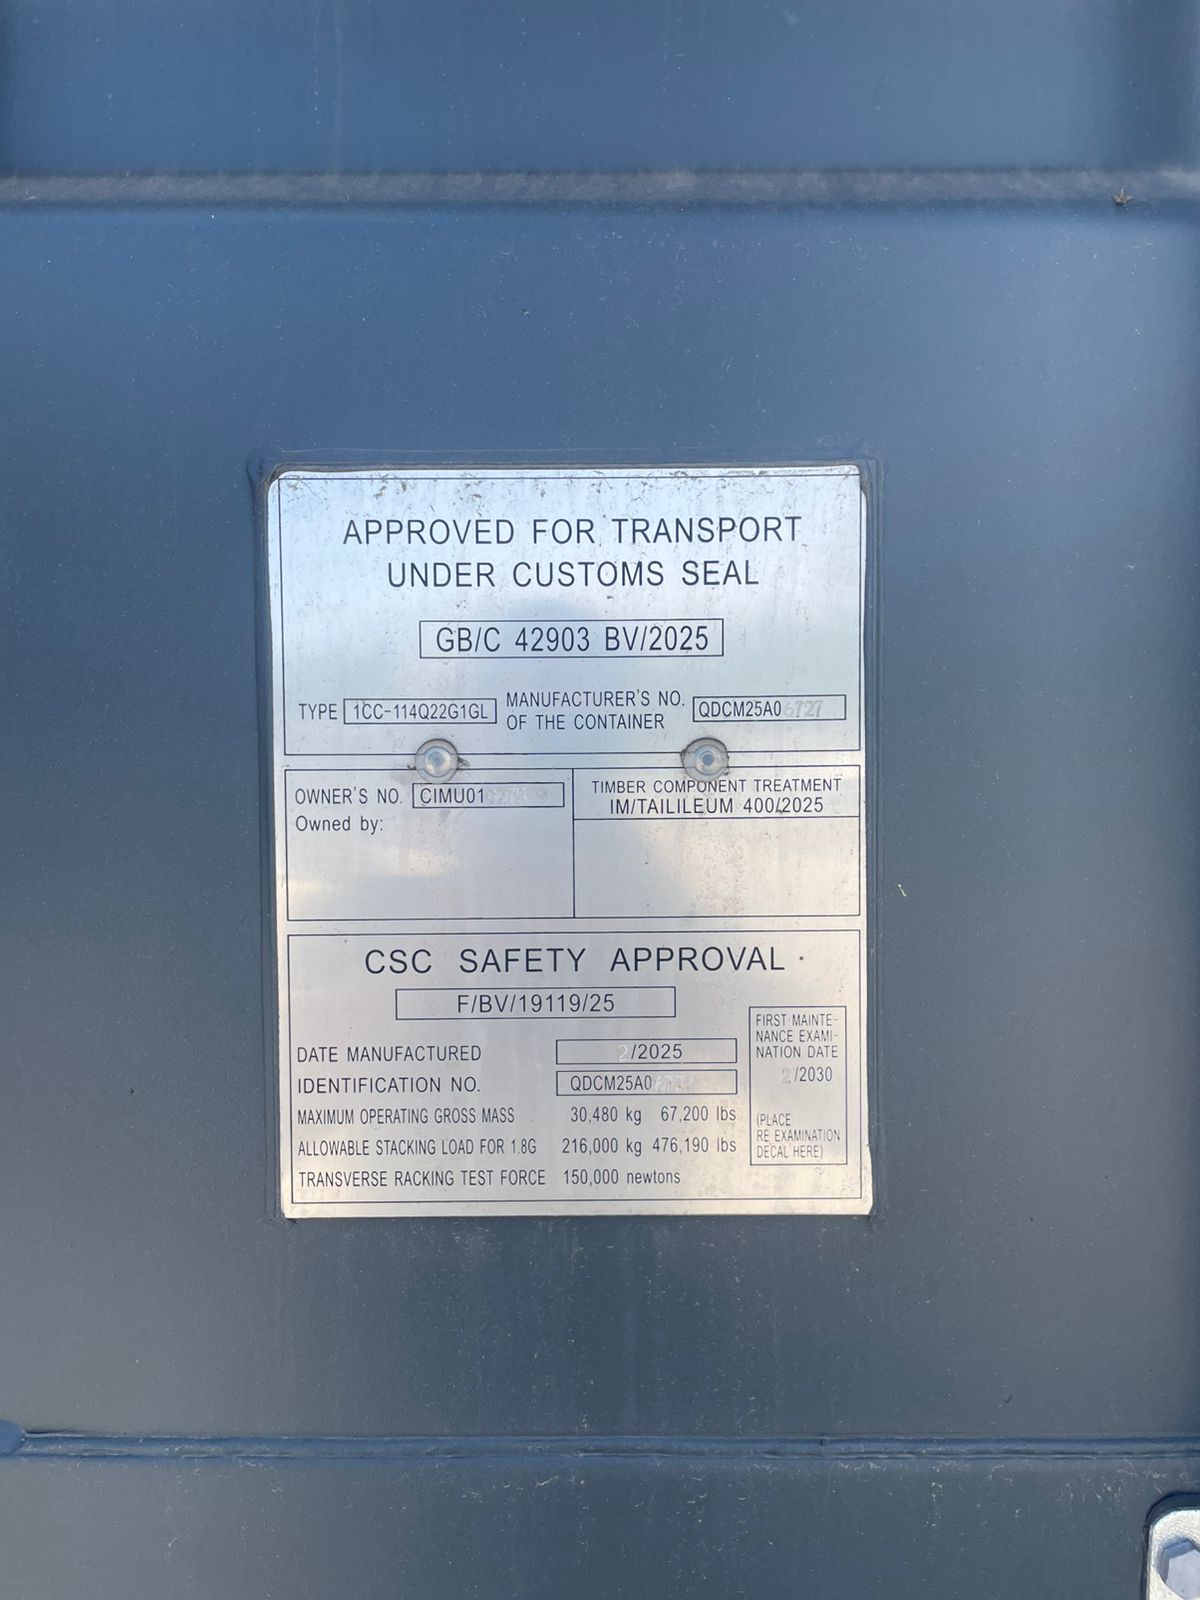 APPROVED FOR TRANSPORT
UNDER CUSTOMS SEAL
GB/C 42903 BV/2025
TYPE 1CC-114Q22G1GL MANUFACTURER'S NO. OF THE CONTAINER QDCM25A06727
OWNER'S NO.
Owned by:
TIMBER COMPONENT TREATMENT
IM/TAILILEUM 400/2025
CSC SAFETY APPROVAL
F/BV/19119/25
DATE MANUFACTURED 2/2025
IDENTIFICATION NO.
MAXIMUM OPERATING GROSS MASS 30,480 kg 67,200 lbs
ALLOWABLE STACKING LOAD FOR 1.8G 216,000 kg 476,190 lbs
TRANSVERSE RACKING TEST FORCE 150,000 newtons
FIRST MAINTE-
NANCE EXAMI-
NATION DATE
2/2030
(PLACE
RE EXAMINATION
DECAL HERE)